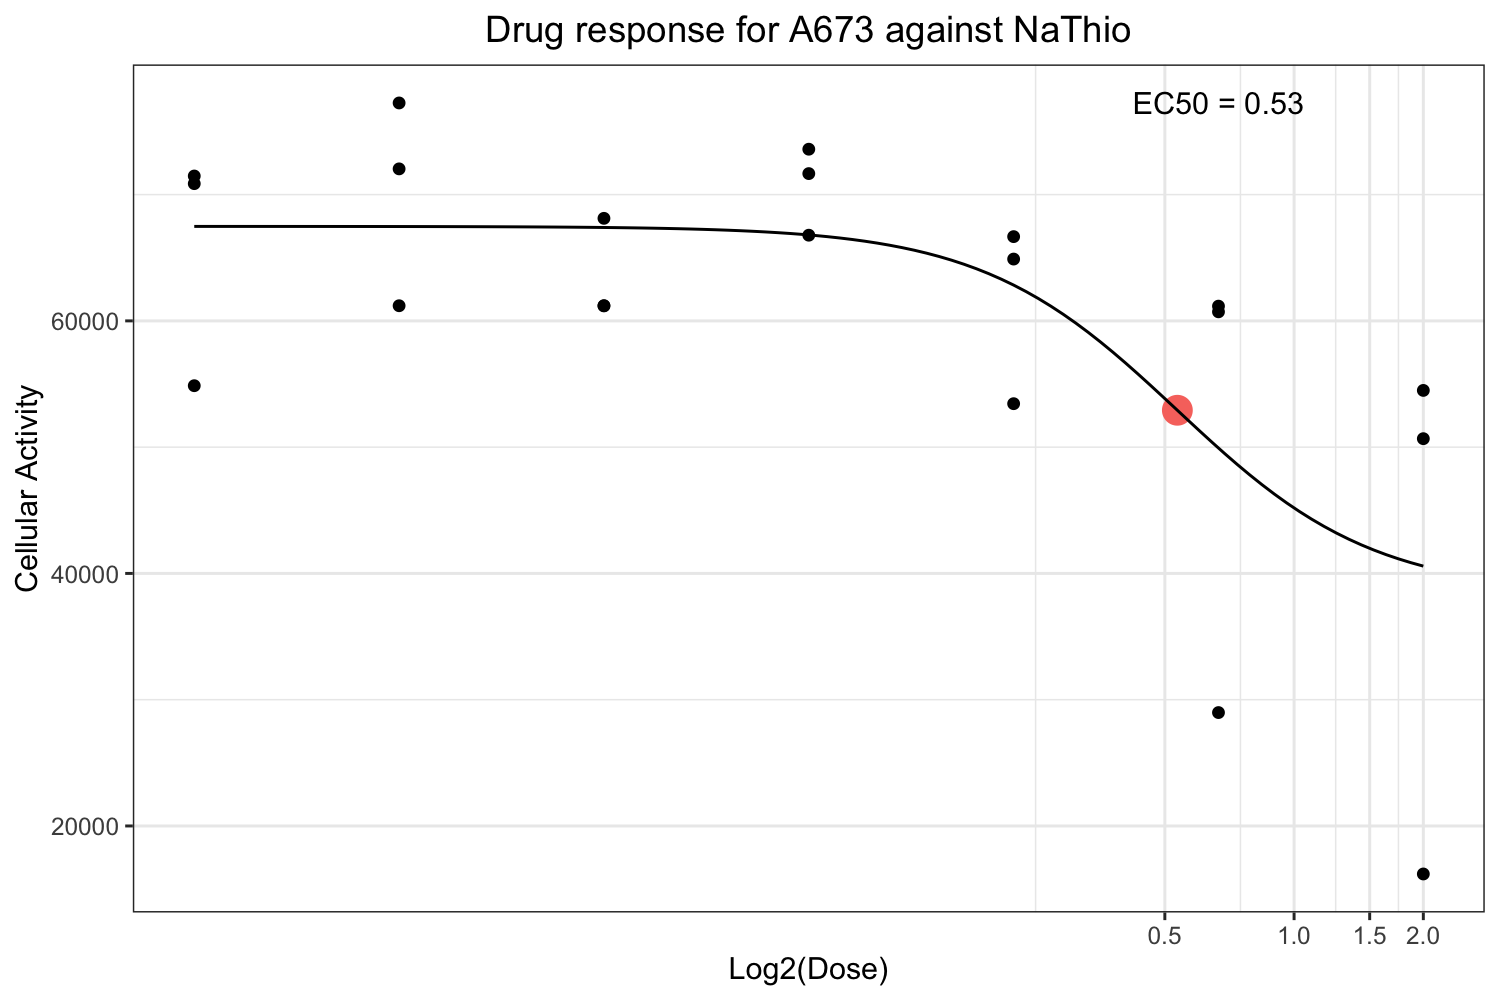 Drug response for A673 against NaThio
EC50 = 0.53
Cellular Activity
60000
40000
20000
0.5 1.0 1.5 2.0
Log2(Dose)